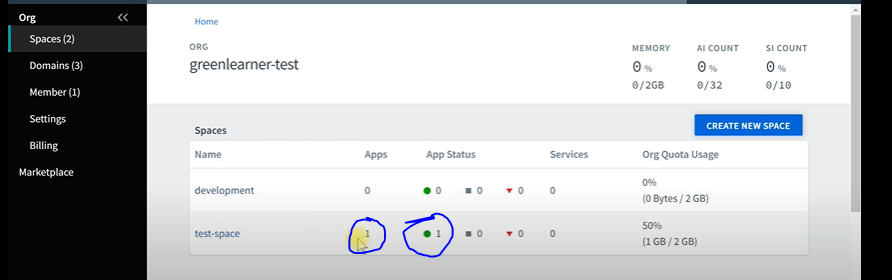 Org
Spaces (2)
Domains (3)
Member (1)
Settings
Billing
Marketplace
Home
ORG
greenlearner-test
MEMORY AI COUNT SI COUNT
0 % 0 % 0 %
0/2GB 0/32 0/10
Spaces
CREATE NEW SPACE
Name Apps App Status Services Org Quota Usage
development 0 0 0 0 0 0%
(0 Bytes / 2 GB)
test-space 1 1 0 0 0 50%
(1 GB / 2 GB)